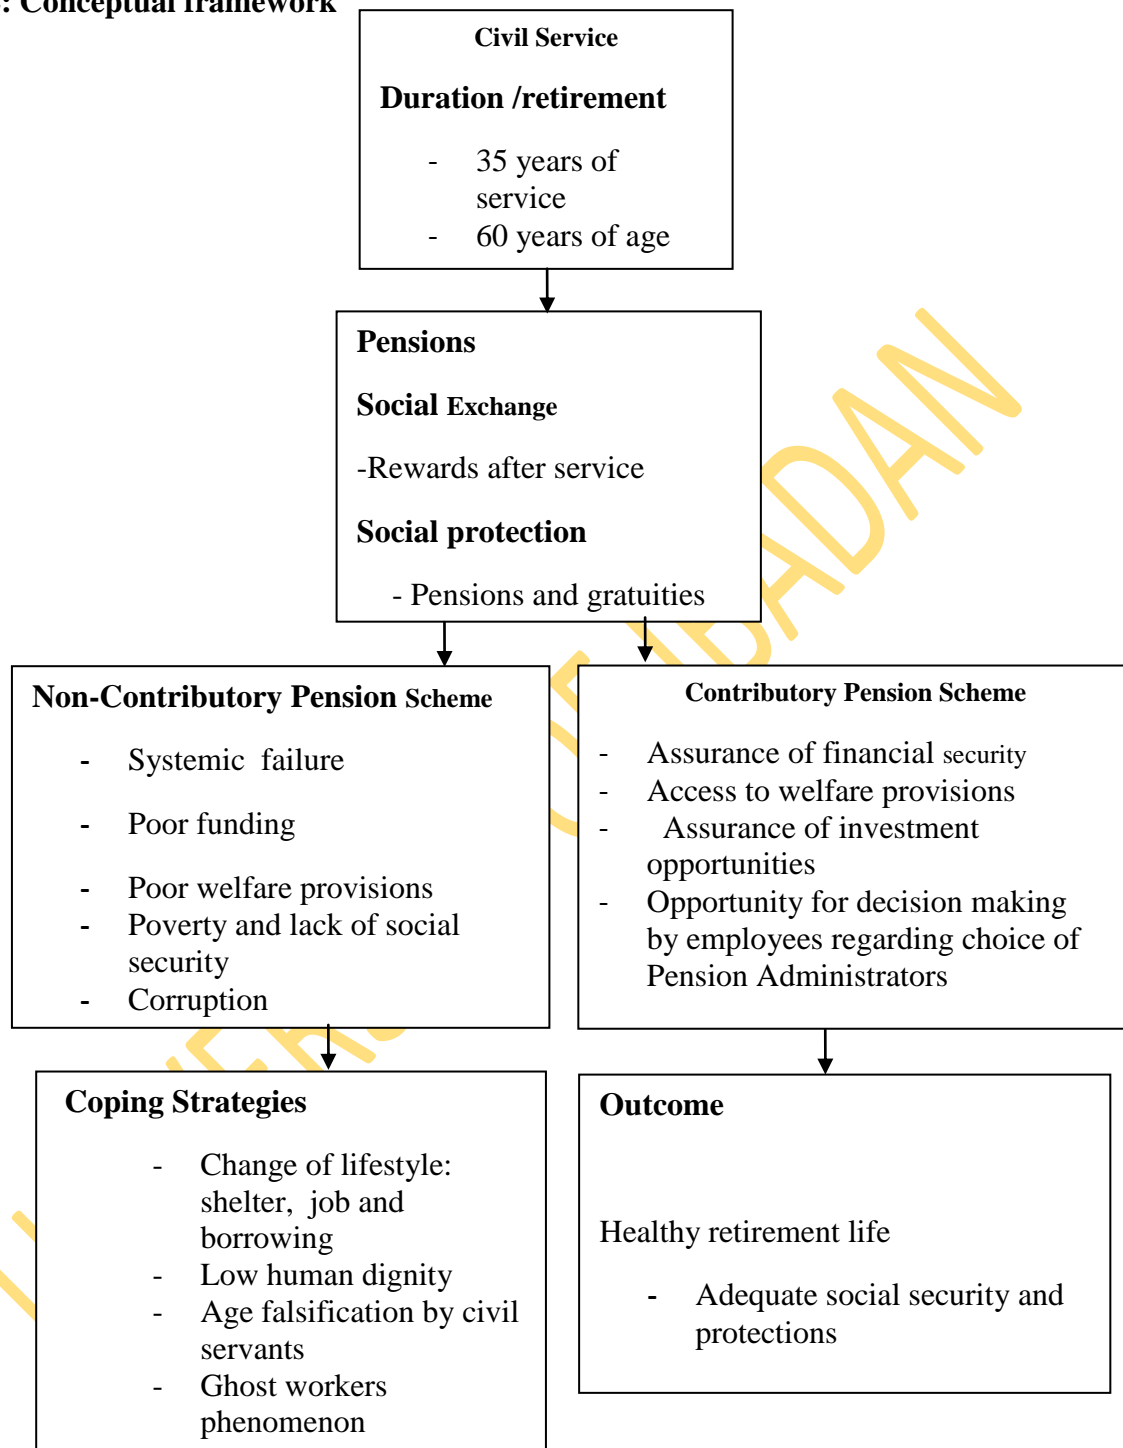 : Conceptual framework
Civil Service
Duration /retirement
- 35 years of
service
- 60 years of age
Pensions
Social Exchange
-Rewards after service
Social protection
- Pensions and gratuities
Non-Contributory Pension Scheme
- Systemic failure
- Poor funding
- Poor welfare provisions
- Poverty and lack of social
security
- Corruption
Contributory Pension Scheme
- Assurance of financial security
- Access to welfare provisions
- Assurance of investment
opportunities
- Opportunity for decision making
by employees regarding choice of
Pension Administrators
Coping Strategies
- Change of lifestyle:
shelter, job and
borrowing
- Low human dignity
- Age falsification by civil
servants
- Ghost workers
phenomenon
Outcome
Healthy retirement life
- Adequate social security and
protections
IBADAN